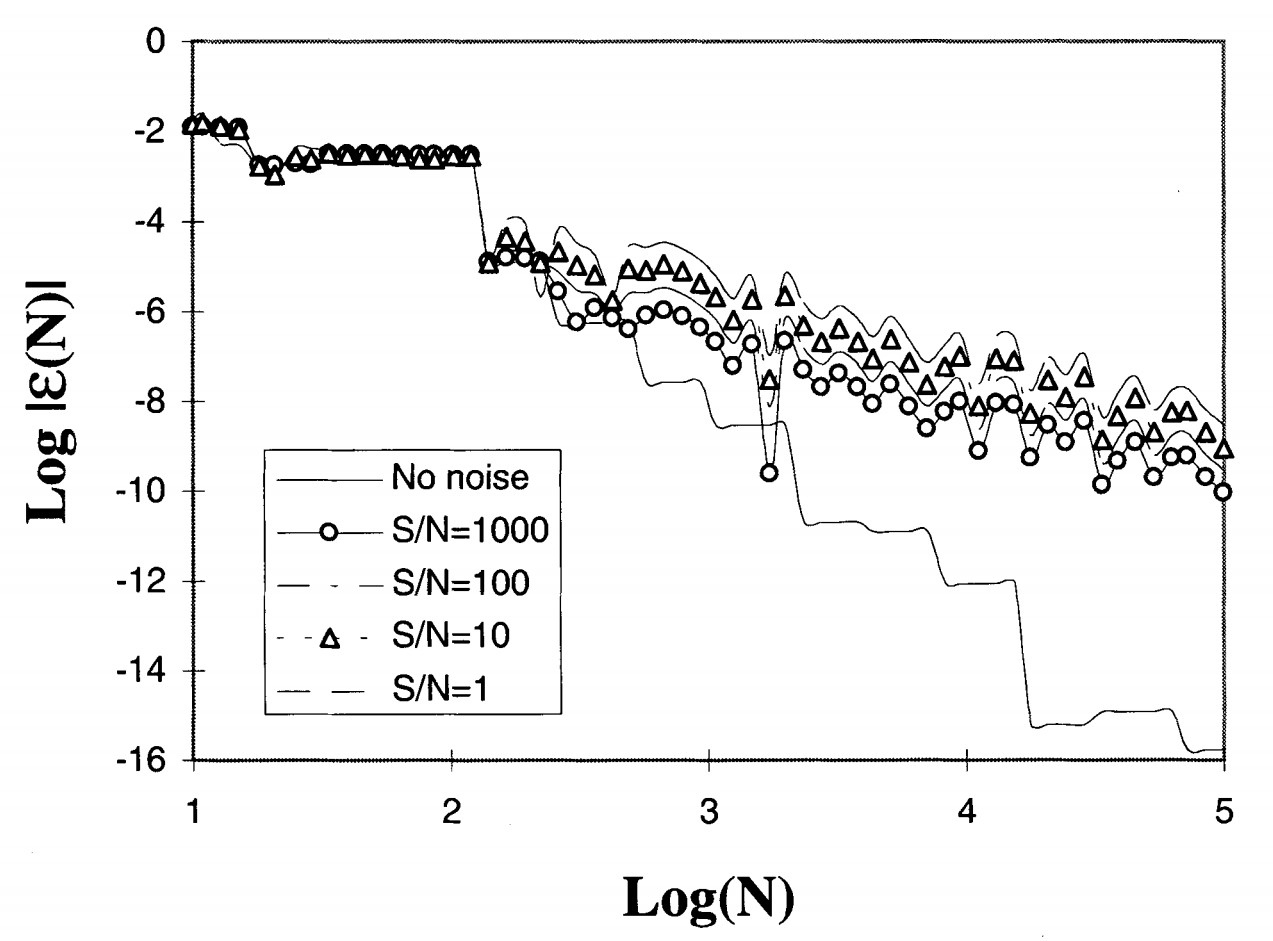 0
-2
-4
-6
-8
-10
-12
-14
-16
Log |ε(N)|
No noise
S/N=1000
S/N=100
S/N=10
S/N=1
1 2 3 4 5
Log(N)